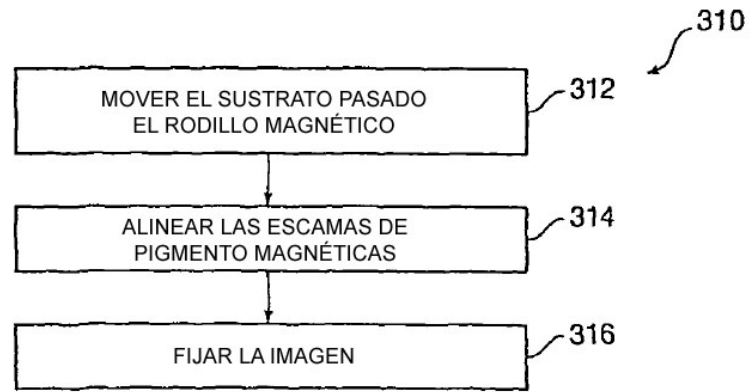 310
MOVER EL SUSTRATO PASADO
EL RODILLO MAGNÉTICO
312
ALINEAR LAS ESCAMAS DE
PIGMENTO MAGNÉTICAS
314
FIJAR LA IMAGEN
316